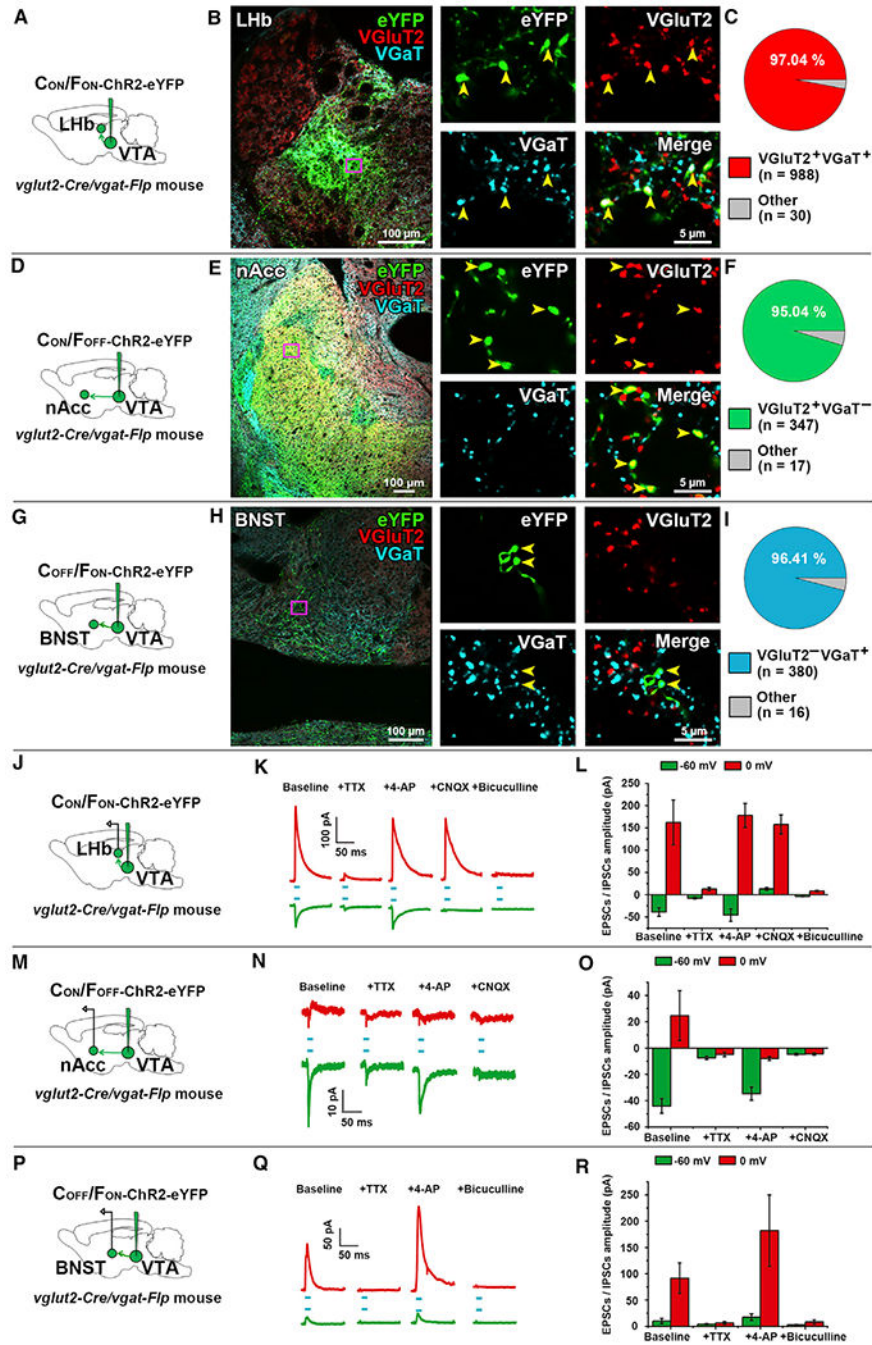 A
CON/FON-ChR2-eYFP
LHb
VTA
vglut2-Cre/vgat-Flp mouse
B
LHb
eYFP
VGluT2
VGaT
100 µm
eYFP
VGluT2
VGaT
Merge
5 µm
C
97.04 %
VGluT2+VGaT+
(n = 988)
Other
(n = 30)
D
CON/FOFF-ChR2-eYFP
nAcc
VTA
vglut2-Cre/vgat-Flp mouse
E
nAcc
eYFP
VGluT2
VGaT
100 µm
eYFP
VGluT2
VGaT
Merge
5 µm
F
95.04 %
VGluT2+VGaT−
(n = 347)
Other
(n = 17)
G
COFF/FON-ChR2-eYFP
BNST
VTA
vglut2-Cre/vgat-Flp mouse
H
BNST
eYFP
VGluT2
VGaT
100 µm
eYFP
VGluT2
VGaT
Merge
5 µm
I
96.41 %
VGluT2−VGaT+
(n = 380)
Other
(n = 16)
J
CON/FON-ChR2-eYFP
LHb
VTA
vglut2-Cre/vgat-Flp mouse
K
Baseline +TTX +4-AP +CNQX +Bicuculline
100 pA
50 ms
L
-60 mV 0 mV
EPSCs / IPSCs amplitude (pA)
250
200
150
100
50
0
-50
Baseline +TTX +4-AP +CNQX +Bicuculline
M
CON/FOFF-ChR2-eYFP
nAcc
VTA
vglut2-Cre/vgat-Flp mouse
N
Baseline +TTX +4-AP +CNQX
10 pA
50 ms
O
-60 mV 0 mV
EPSCs / IPSCs amplitude (pA)
40
20
0
-20
-40
-60
Baseline +TTX +4-AP +CNQX
P
COFF/FON-ChR2-eYFP
BNST
VTA
vglut2-Cre/vgat-Flp mouse
Q
Baseline +TTX +4-AP +Bicuculline
50 pA
50 ms
R
-60 mV 0 mV
EPSCs / IPSCs amplitude (pA)
250
200
150
100
50
0
Baseline +TTX +4-AP +Bicuculline